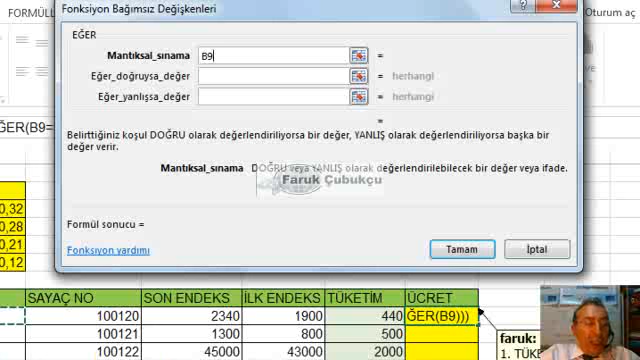 Fonksiyon Bağımsız Değişkenleri
?
FORMÜLL
Oturum aç
EĞER
Mantıksal_sınama
B9
=
Eğer_doğruysa_değer
= herhangi
Eğer_yanlışsa_değer
= herhangi
ĞER(B9=
=
Belirttiğiniz koşul DOĞRU olarak değerlendiriliyorsa bir değer, YANLIŞ olarak değerlendiriliyorsa başka bir
değer verir.
Mantıksal_sınama DOĞRU veya YANLIŞ olarak değerlendirilebilecek bir değer veya ifade.
Faruk Çubukçu
0,32
0,28
0,21
0,12
Formül sonucu =
Fonksiyon yardımı
Tamam
İptal
SAYAÇ NO SON ENDEKS İLK ENDEKS TÜKETİM ÜCRET
100120 2340 1900 440 ĞER(B9)))
100121 1300 800 500
100122 45000 43000 2000
faruk:
1. TÜKE